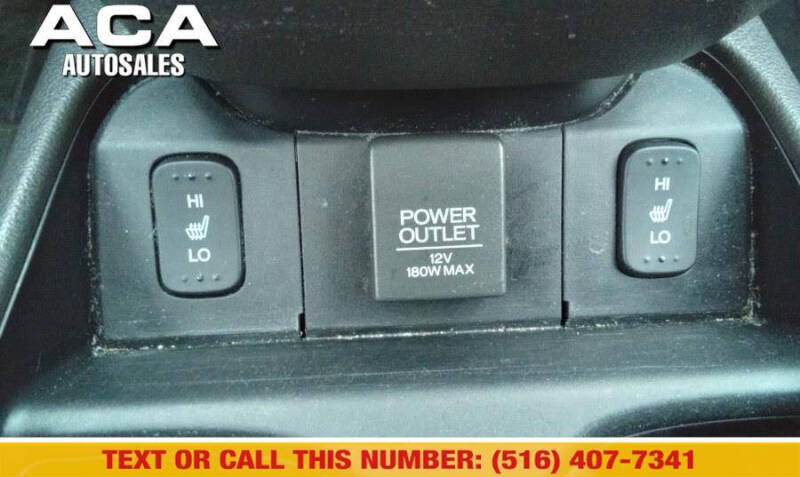 ACA
AUTOSALES
HI
LO
POWER
OUTLET
12V
180W MAX
HI
LO
TEXT OR CALL THIS NUMBER: (516) 407-7341